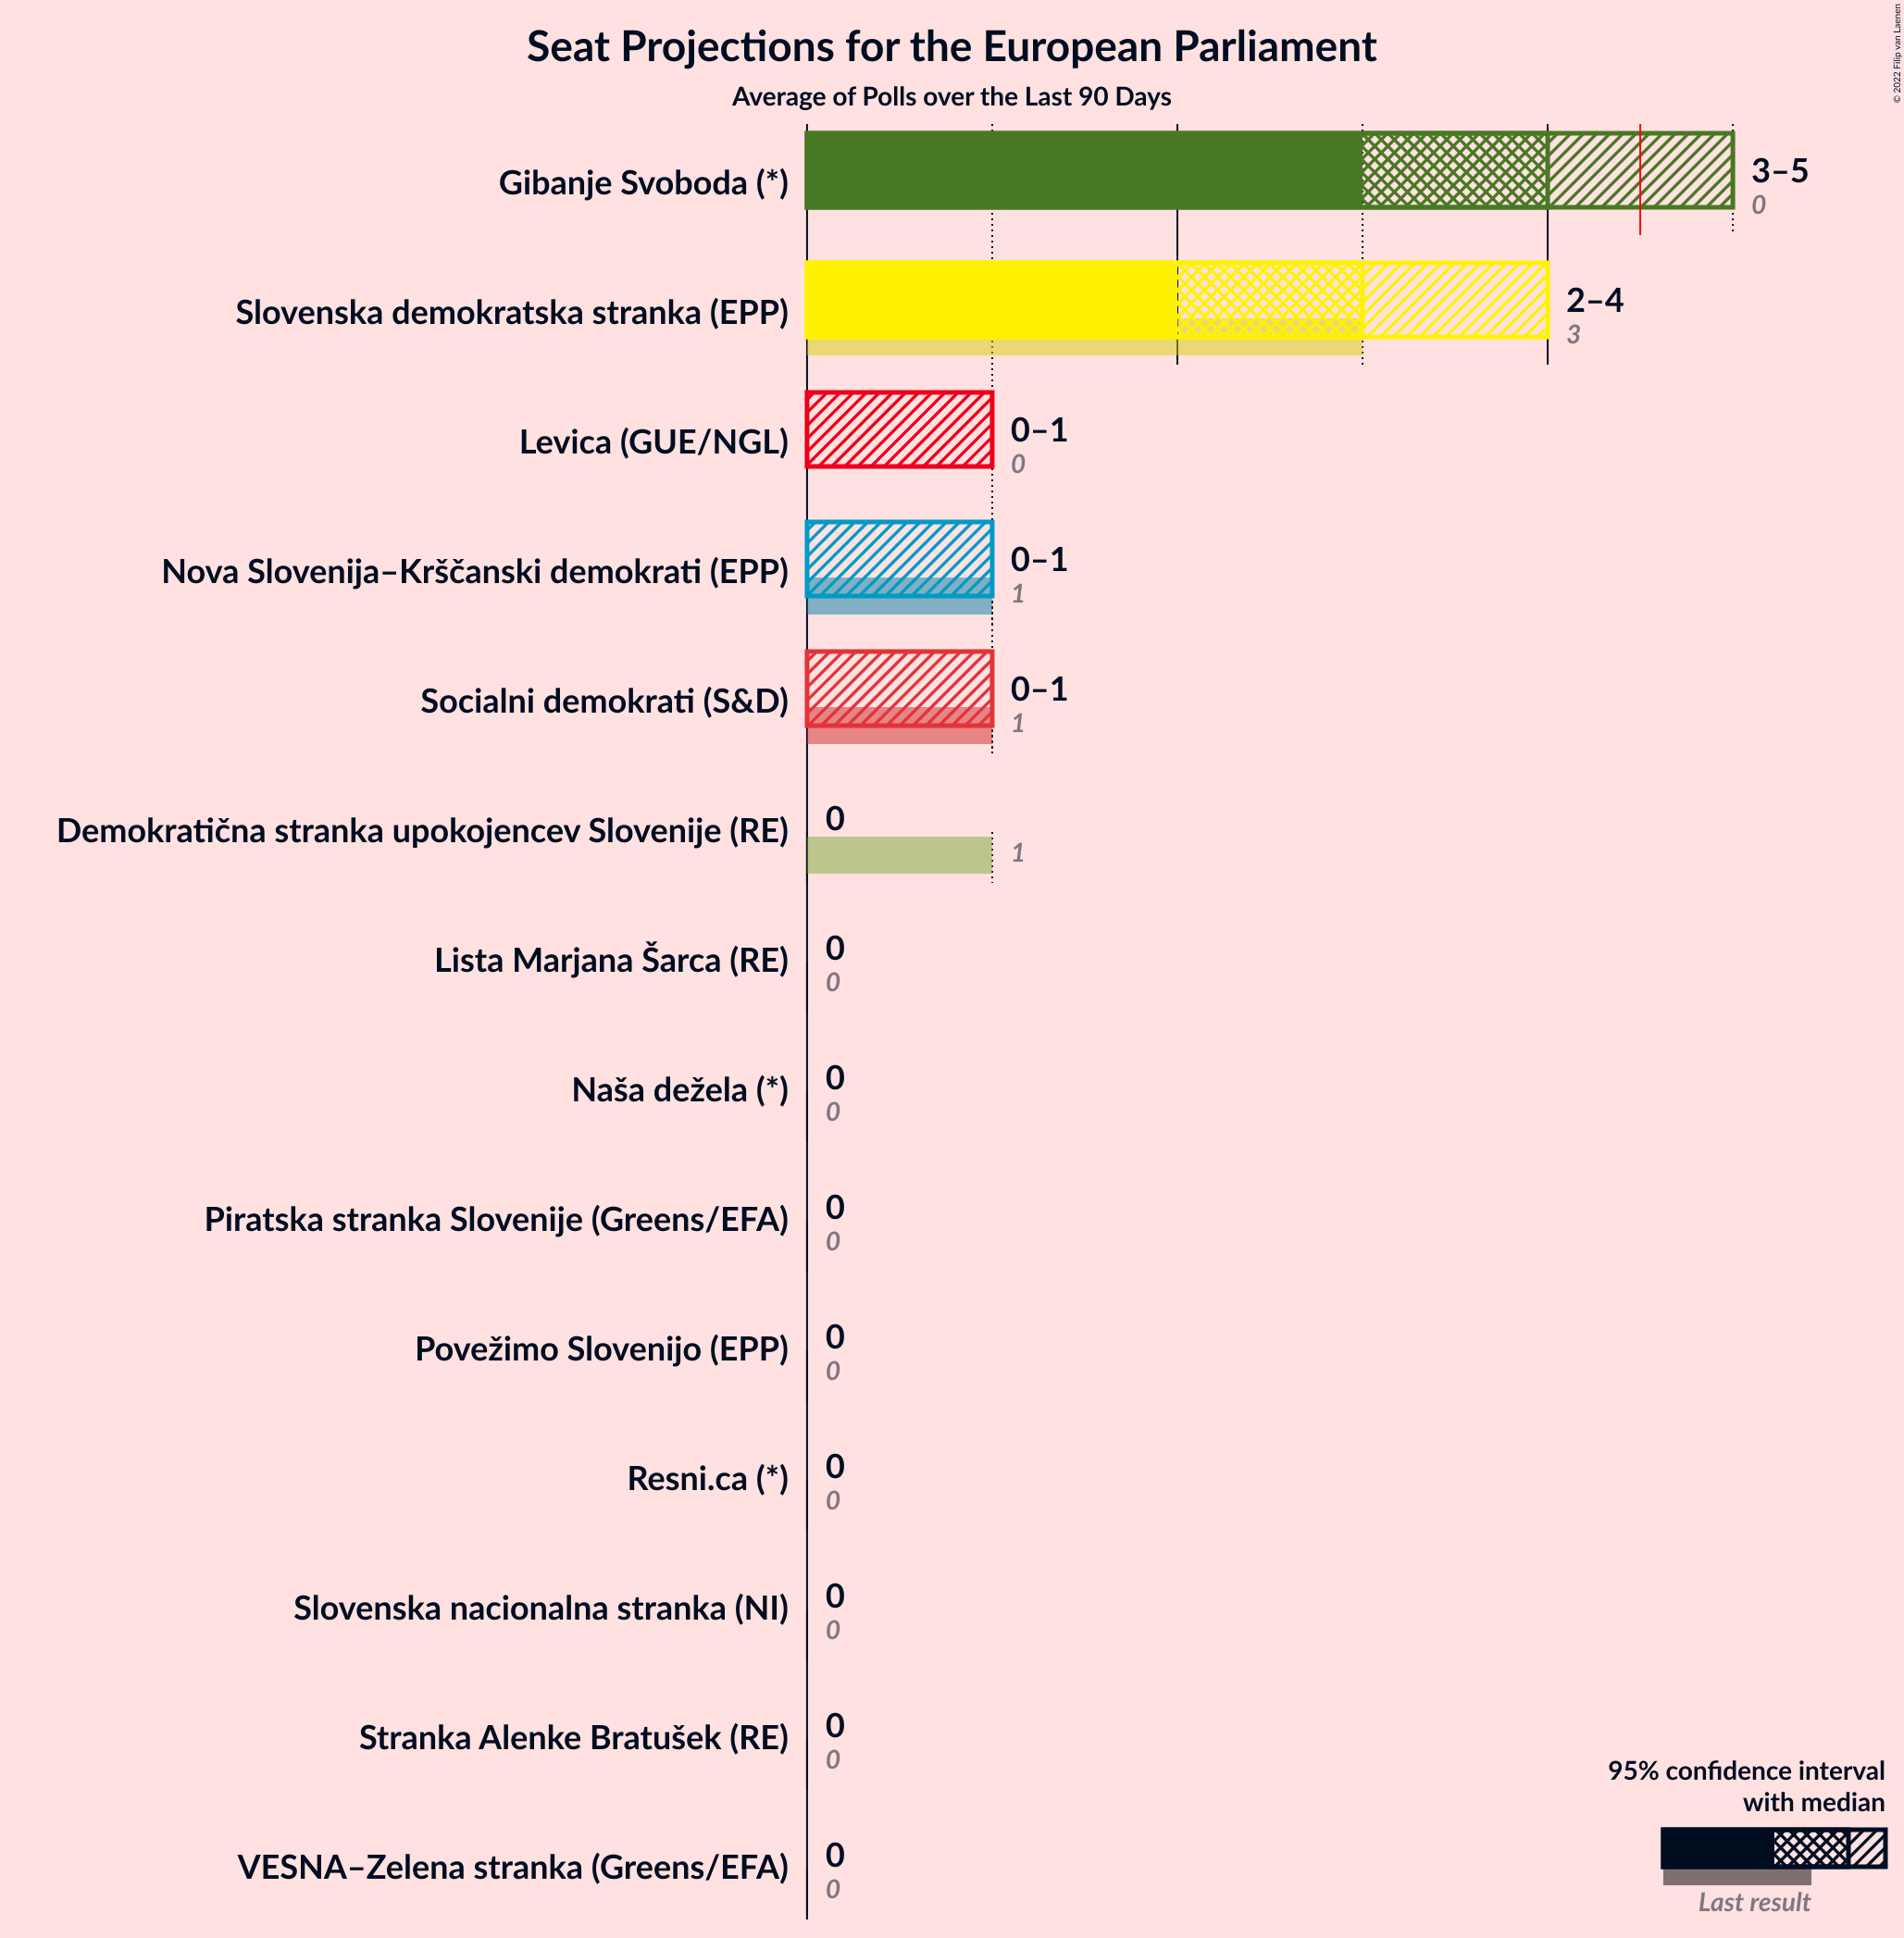 Seat Projections for the European Parliament
Average of Polls over the Last 90 Days
© 2022 Filip van Laenen
Gibanje Svoboda (*)
3–5
0
Slovenska demokratska stranka (EPP)
2–4
3
Levica (GUE/NGL)
0–1
0
Nova Slovenija–Krščanski demokrati (EPP)
0–1
1
Socialni demokrati (S&D)
0–1
1
Demokratična stranka upokojencev Slovenije (RE)
0
1
Lista Marjana Šarca (RE)
0
0
Naša dežela (*)
0
0
Piratska stranka Slovenije (Greens/EFA)
0
0
Povežimo Slovenijo (EPP)
0
0
Resni.ca (*)
0
0
Slovenska nacionalna stranka (NI)
0
0
Stranka Alenke Bratušek (RE)
0
0
VESNA–Zelena stranka (Greens/EFA)
0
0
95% confidence interval
with median
Last result